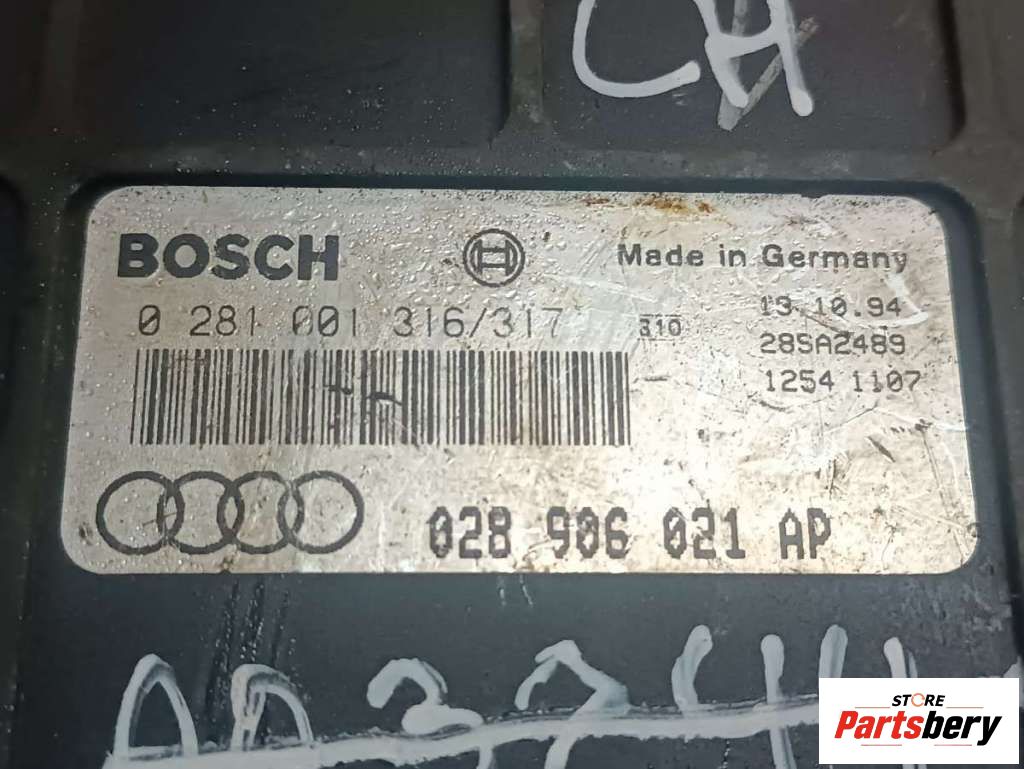 CH
BOSCH Made in Germany
0 281 001 316/317 310 13.10.94
28SA2489
1254 1107
028 906 021 AP
STORE
Partsbery